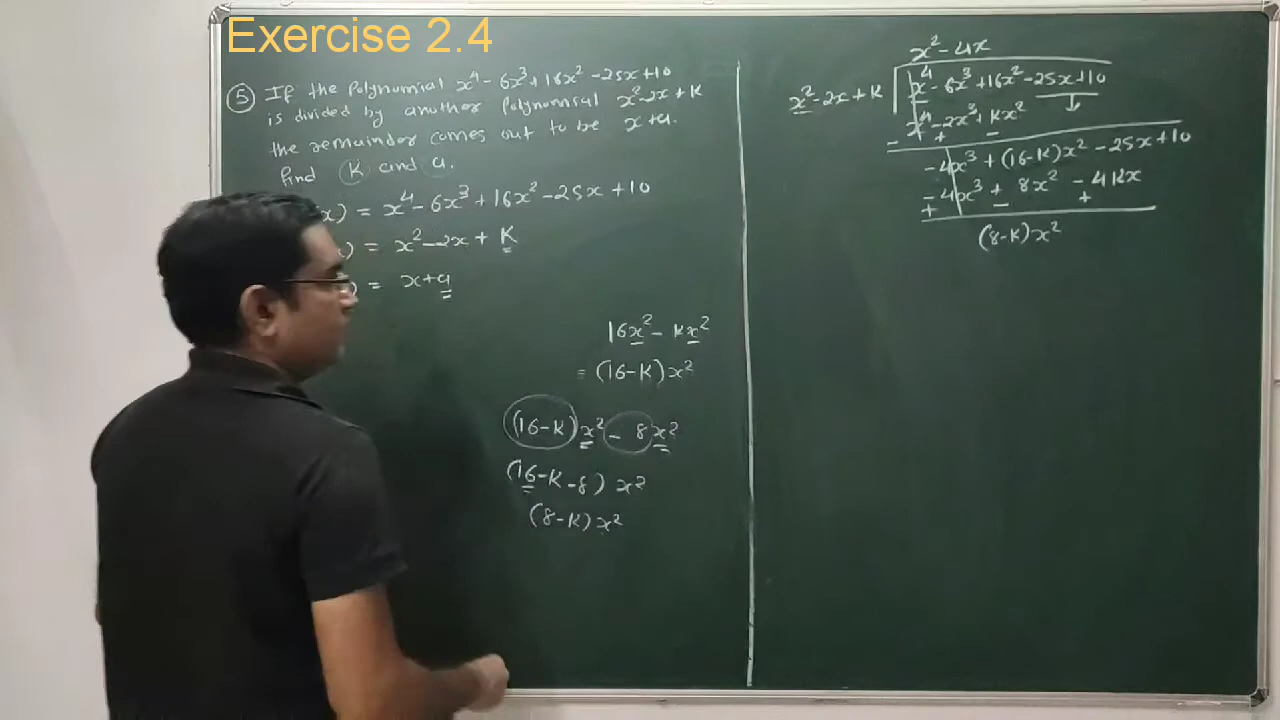 Exercise 2.4
⑤ If the Polynomial x⁴ - 6x³ + 16x² - 25x + 10
is divided by another Polynomial x² - 2x + K
the remainder comes out to be x + a.
find K and a.
x) = x⁴ - 6x³ + 16x² - 25x + 10
x) = x² - 2x + K
) = x + a
16x² - Kx²
= (16-K)x²
(16-K)x² - 8x²
(16-K-8) x²
(8-K)x²
x² - 4x
x² - 2x + K
x⁴ - 6x³ + 16x² - 25x + 10
x⁴ - 2x³ + Kx²
- + -
- 4x³ + (16-K)x² - 25x + 10
- 4x³ + 8x² - 4Kx
+ - +
(8-K)x²